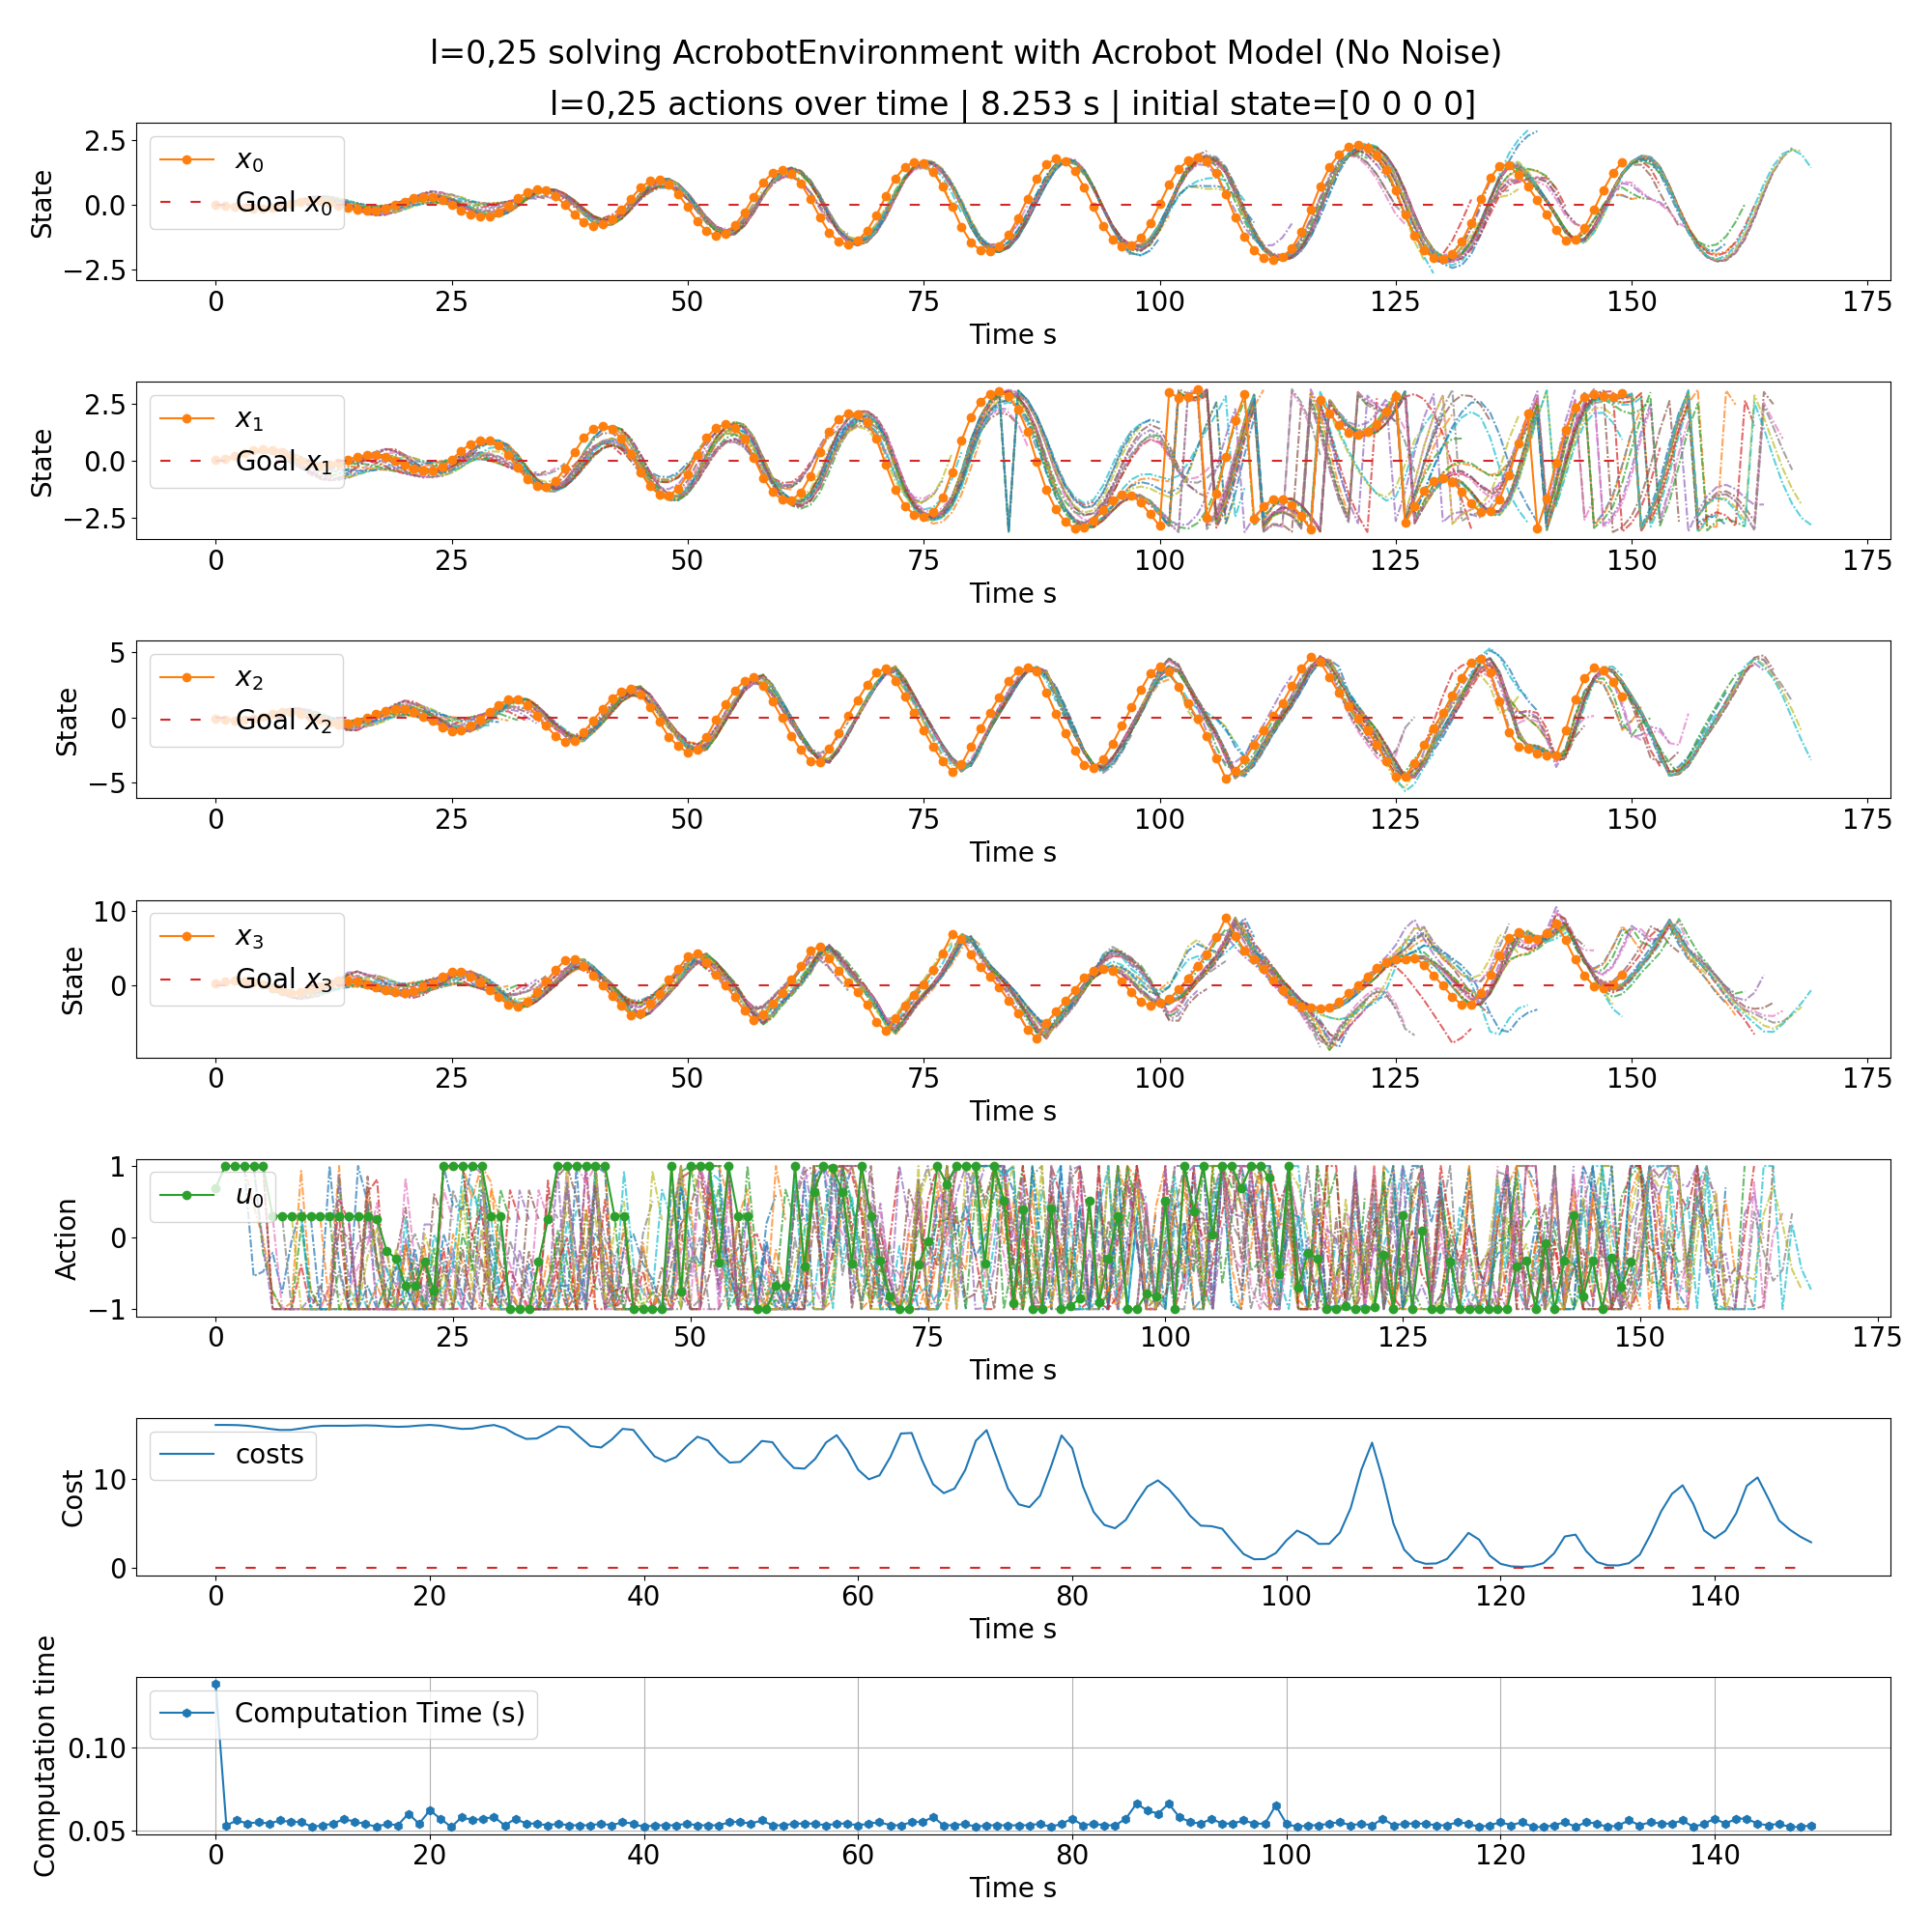 l=0,25 solving AcrobotEnvironment with Acrobot Model (No Noise)
l=0,25 actions over time | 8.253 s | initial state=[0 0 0 0]
State
2.5
0.0
−2.5
x₀
Goal x₀
0 25 50 75 100 125 150 175
Time s
State
2.5
0.0
−2.5
x₁
Goal x₁
0 25 50 75 100 125 150 175
Time s
State
5
0
−5
x₂
Goal x₂
0 25 50 75 100 125 150 175
Time s
State
10
0
x₃
Goal x₃
0 25 50 75 100 125 150 175
Time s
Action
1
0
−1
u₀
0 25 50 75 100 125 150 175
Time s
Cost
10
0
costs
0 20 40 60 80 100 120 140
Time s
Computation time
0.10
0.05
Computation Time (s)
0 20 40 60 80 100 120 140
Time s